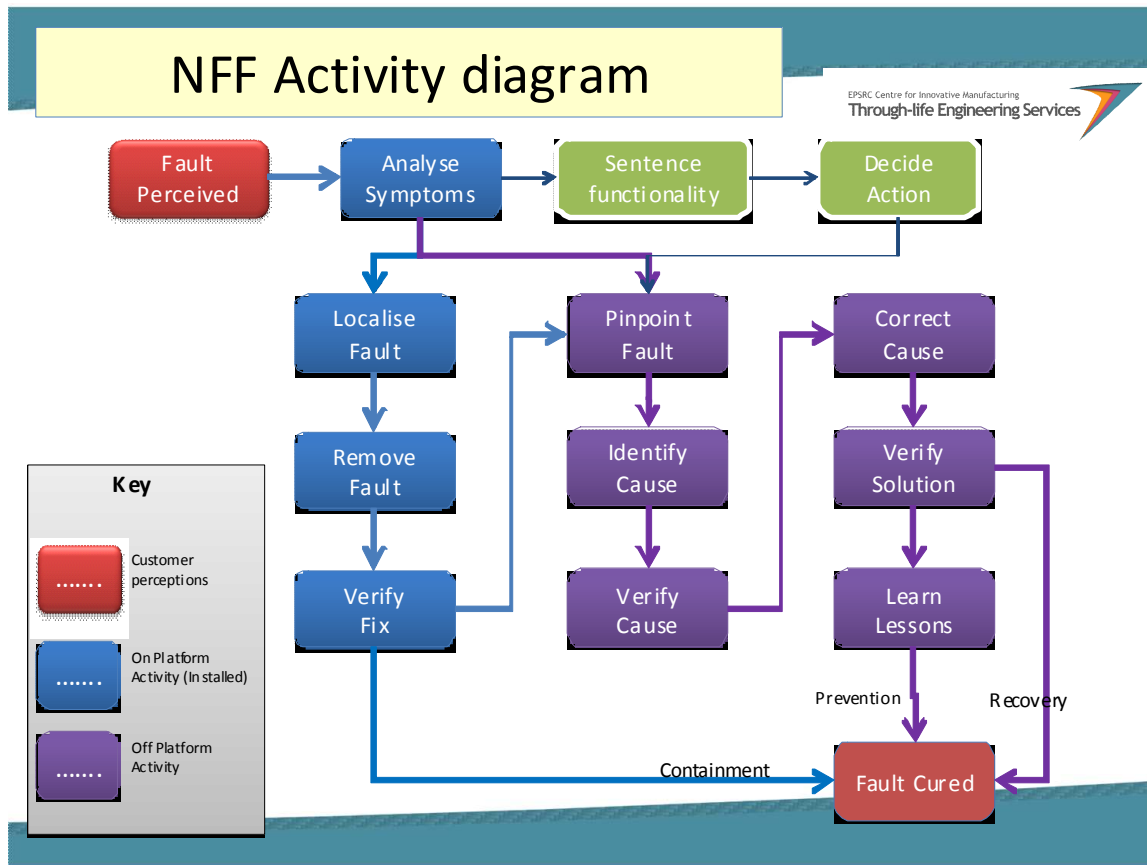 NFF Activity diagram
EPSRC Centre for Innovative Manufacturing
Through-life Engineering Services
Fault
Perceived
Analyse
Symptoms
Sentence
functionality
Decide
Action
Localise
Fault
Pinpoint
Fault
Correct
Cause
Remove
Fault
Identify
Cause
Verify
Solution
Verify
Fix
Verify
Cause
Learn
Lessons
Prevention
Recovery
Containment
Fault Cured
Key
.......
Customer
perceptions
.......
On Platform
Activity (Installed)
.......
Off Platform
Activity